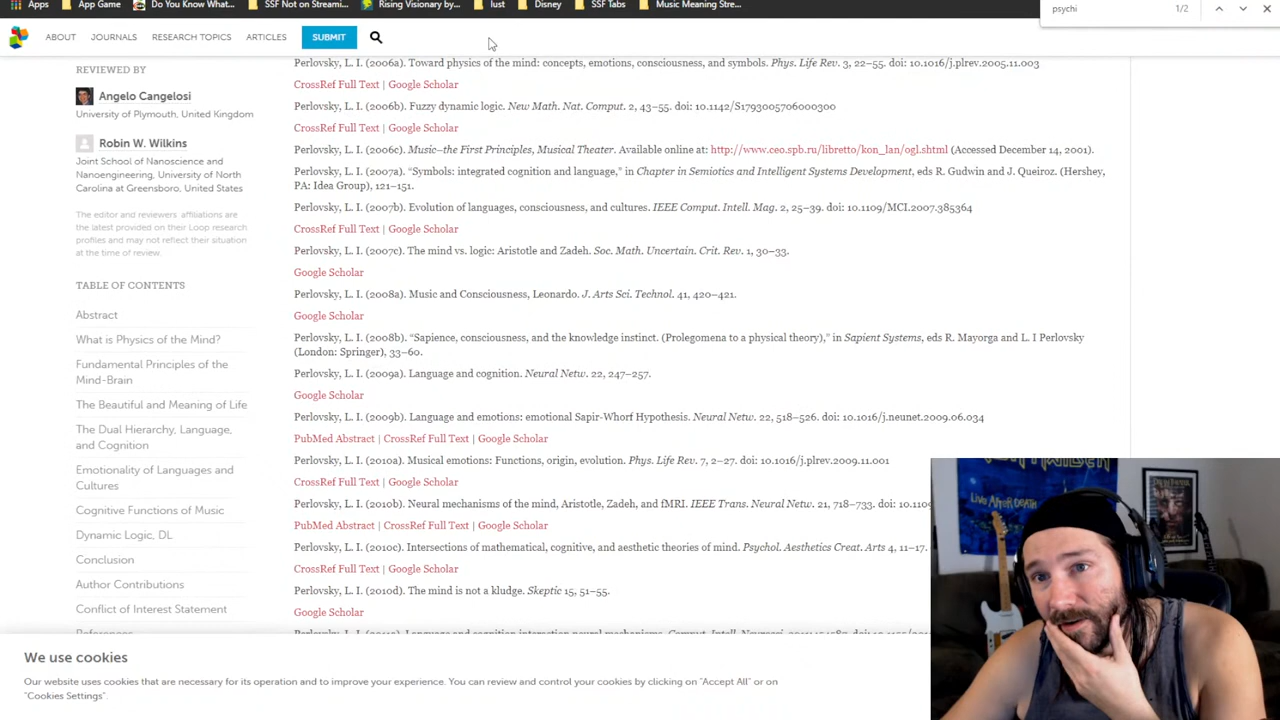 Apps
App Game
Do You Know What...
SSF Not on Streami...
Rising Visionary by...
lust
Disney
SSF Tabs
Music Meaning Stre...
psychi
1/2
ABOUT
JOURNALS
RESEARCH TOPICS
ARTICLES
SUBMIT
REVIEWED BY
Angelo Cangelosi
University of Plymouth, United Kingdom
Robin W. Wilkins
Joint School of Nanoscience and
Nanoengineering, University of North
Carolina at Greensboro, United States
The editor and reviewers' affiliations are
the latest provided on their Loop research
profiles and may not reflect their situation
at the time of review.
TABLE OF CONTENTS
Abstract
What is Physics of the Mind?
Fundamental Principles of the
Mind-Brain
The Beautiful and Meaning of Life
The Dual Hierarchy, Language,
and Cognition
Emotionality of Languages and
Cultures
Cognitive Functions of Music
Dynamic Logic, DL
Conclusion
Author Contributions
Conflict of Interest Statement
References
Perlovsky, L. I. (2006a). Toward physics of the mind: concepts, emotions, consciousness, and symbols. Phys. Life Rev. 3, 22–55. doi: 10.1016/j.plrev.2005.11.003
CrossRef Full Text | Google Scholar
Perlovsky, L. I. (2006b). Fuzzy dynamic logic. New Math. Nat. Comput. 2, 43–55. doi: 10.1142/S1793005706000300
CrossRef Full Text | Google Scholar
Perlovsky, L. I. (2006c). Music–the First Principles, Musical Theater. Available online at: http://www.ceo.spb.ru/libretto/kon_lan/ogl.shtml (Accessed December 14, 2001).
Perlovsky, L. I. (2007a). “Symbols: integrated cognition and language,” in Chapter in Semiotics and Intelligent Systems Development, eds R. Gudwin and J. Queiroz. (Hershey,
PA: Idea Group), 121–151.
Perlovsky, L. I. (2007b). Evolution of languages, consciousness, and cultures. IEEE Comput. Intell. Mag. 2, 25–39. doi: 10.1109/MCI.2007.385364
CrossRef Full Text | Google Scholar
Perlovsky, L. I. (2007c). The mind vs. logic: Aristotle and Zadeh. Soc. Math. Uncertain. Crit. Rev. 1, 30–33.
Google Scholar
Perlovsky, L. I. (2008a). Music and Consciousness, Leonardo. J. Arts Sci. Technol. 41, 420–421.
Google Scholar
Perlovsky, L. I. (2008b). “Sapience, consciousness, and the knowledge instinct. (Prolegomena to a physical theory),” in Sapient Systems, eds R. Mayorga and L. I Perlovsky
(London: Springer), 33–60.
Perlovsky, L. I. (2009a). Language and cognition. Neural Netw. 22, 247–257.
Google Scholar
Perlovsky, L. I. (2009b). Language and emotions: emotional Sapir-Whorf Hypothesis. Neural Netw. 22, 518–526. doi: 10.1016/j.neunet.2009.06.034
PubMed Abstract | CrossRef Full Text | Google Scholar
Perlovsky, L. I. (2010a). Musical emotions: Functions, origin, evolution. Phys. Life Rev. 7, 2–27. doi: 10.1016/j.plrev.2009.11.001
CrossRef Full Text | Google Scholar
Perlovsky, L. I. (2010b). Neural mechanisms of the mind, Aristotle, Zadeh, and fMRI. IEEE Trans. Neural Netw. 21, 718–733. doi: 10.110
PubMed Abstract | CrossRef Full Text | Google Scholar
Perlovsky, L. I. (2010c). Intersections of mathematical, cognitive, and aesthetic theories of mind. Psychol. Aesthetics Creat. Arts 4, 11–17.
CrossRef Full Text | Google Scholar
Perlovsky, L. I. (2010d). The mind is not a kludge. Skeptic 15, 51–55.
Google Scholar
We use cookies
Our website uses cookies that are necessary for its operation and to improve your experience. You can review and control your cookies by clicking on "Accept All" or on
"Cookies Settings".
LIVE AFTER DEATH